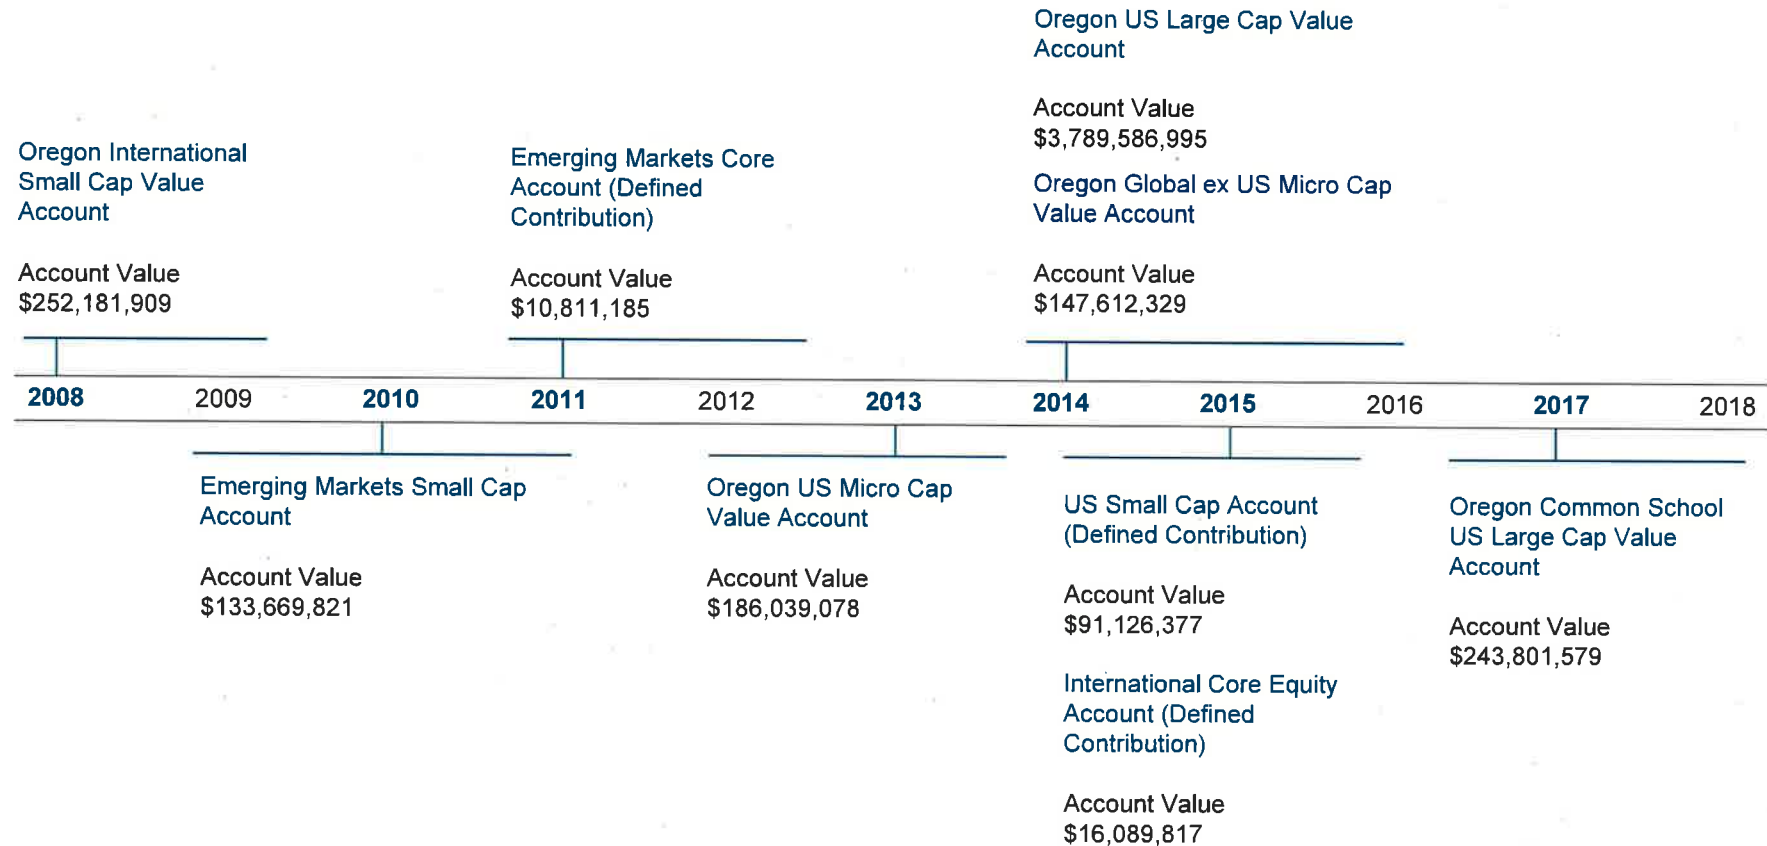 Oregon US Large Cap Value
Account
Account Value
$3,789,586,995
Oregon Global ex US Micro Cap
Value Account
Account Value
$147,612,329
Oregon International
Small Cap Value
Account
Account Value
$252,181,909
Emerging Markets Core
Account (Defined
Contribution)
Account Value
$10,811,185
2008 2009 2010 2011 2012 2013 2014 2015 2016 2017 2018
Emerging Markets Small Cap
Account
Account Value
$133,669,821
Oregon US Micro Cap
Value Account
Account Value
$186,039,078
US Small Cap Account
(Defined Contribution)
Account Value
$91,126,377
International Core Equity
Account (Defined
Contribution)
Account Value
$16,089,817
Oregon Common School
US Large Cap Value
Account
Account Value
$243,801,579